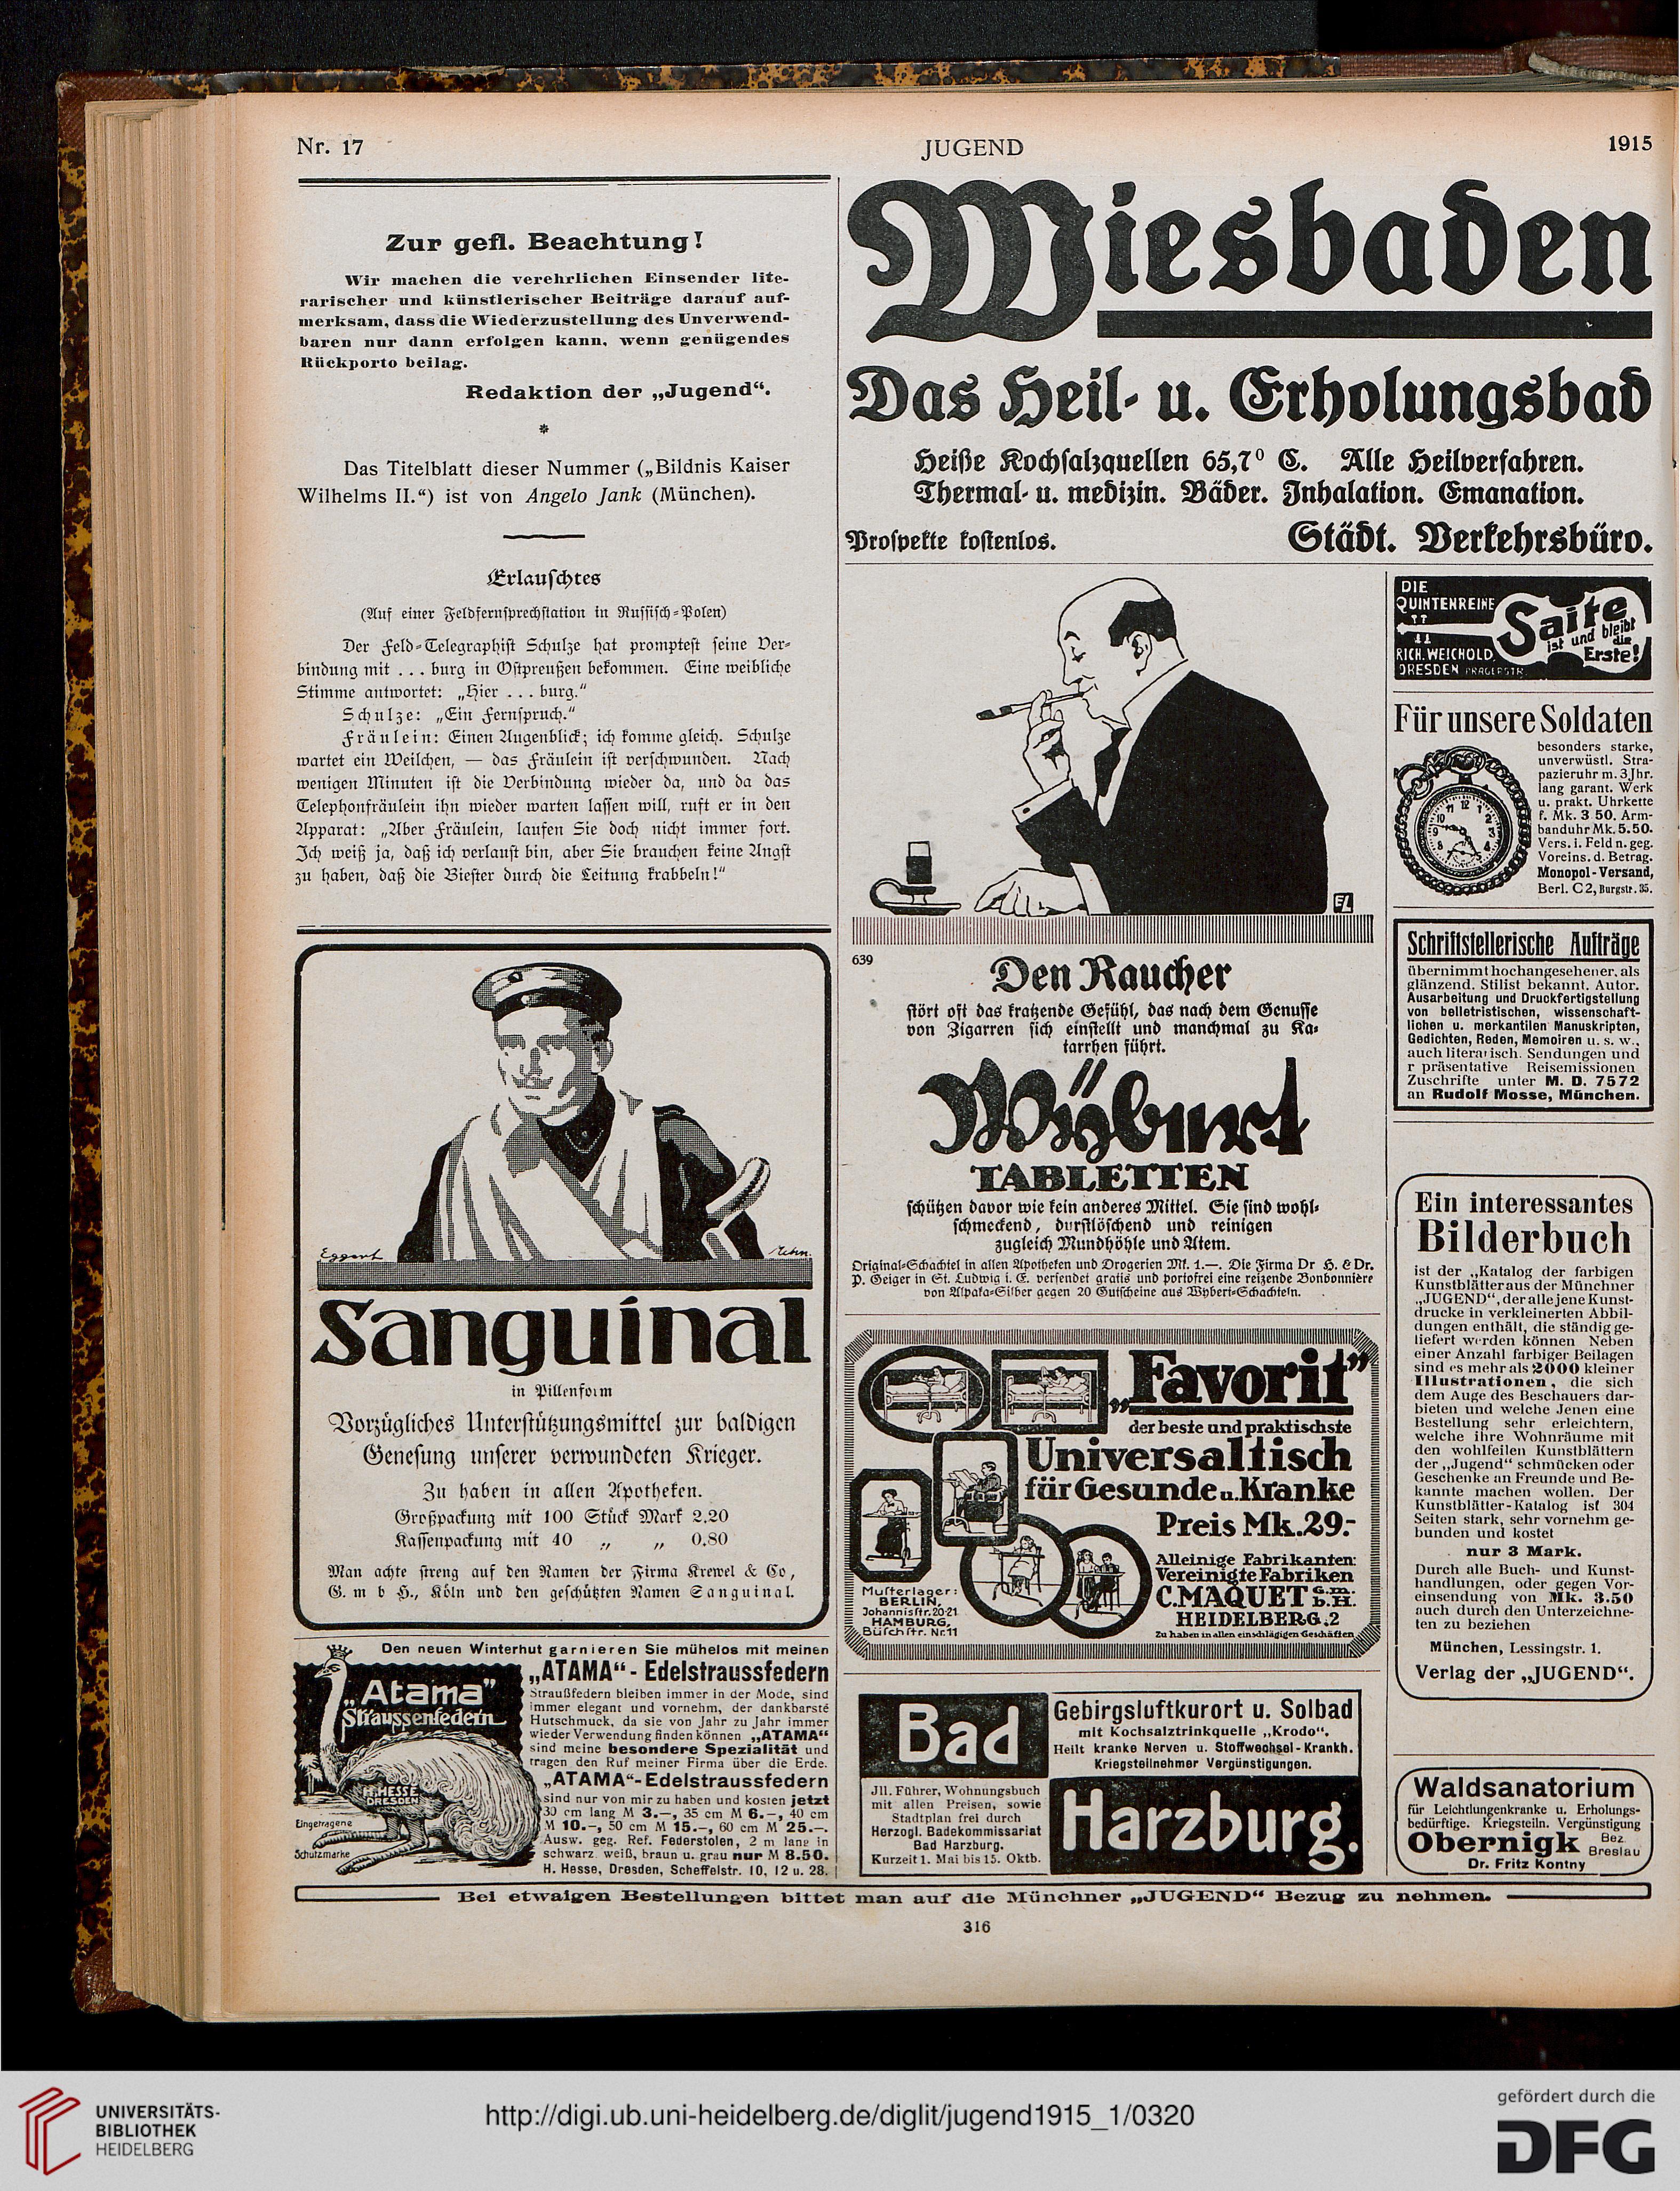 Nr. 17
JUGEND
1915
Zur gefl. Beachtung!
Wir machen die verehrlichen Einsender lite-
rarischer und künstlerischer Beiträge darauf auf-
merksam, dass die Wiederzustellung des Unverwend-
baren nur dann erfolgen kann, wenn genügendes
Rückporto beilag.
Redaktion der „Jugend“.
*
Das Titelblatt dieser Nummer („Bildnis Kaiser
Wilhelms II.“) ist von Angelo Jank (München).
Erlauschtes
(Auf einer Feldfernsprechstation in Russisch-Polen)
Der Feld-Telegraphist Schulze hat promptest seine Ver-
bindung mit ... burg in Ostpreußen bekommen. Eine weibliche
Stimme antwortet: „Hier ... burg.“
Schulze: „Ein Fernspruch.“
Fräulein: Einen Augenblick; ich komme gleich. Schulze
wartet ein Weilchen, — das Fräulein ist verschwunden. Nach
wenigen Minuten ist die Verbindung wieder da, und da das
Telephonfräulein ihn wieder warten lassen will, ruft er in den
Apparat: „Aber Fräulein, laufen Sie doch nicht immer fort.
Ich weiß ja, daß ich verlaust bin, aber Sie brauchen keine Angst
zu haben, daß die Biester durch die Leitung krabbeln!“
Eggert
Sanguinal
in Pillenform
Vorzügliches Unterstützungsmittel zur baldigen
Genesung unserer verwundeten Krieger.
Zu haben in allen Apotheken.
Großpackung mit 100 Stück Mark 2.20
Kassenpackung mit 40 „ „ 0.80
Man achte streng auf den Namen der Firma Krewel & Co,
G. m b H., Köln und den geschützten Namen Sanguinal.
Den neuen Winterhut garnieren Sie mühelos mit meinen
„ATAMA“-Edelstraussfedern
„Atama“
Straussenfedern
H. HESSE
DRESDEN
Eingetragene
Schutzmarke
Straußfedern bleiben immer in der Mode, sind
immer elegant und vornehm, der dankbarste
Hutschmuck, da sie von Jahr zu Jahr immer
wieder Verwendung finden können „ATAMA“
sind meine besondere Spezialität und
tragen den Ruf meiner Firma über die Erde.
„ATAMA“-Edelstraussfedern
sind nur von mir zu haben und kosten jetzt
30 cm lang M 3.—, 35 cm M 6.—, 40 cm
M 10.—, 50 cm M 15.—, 60 cm M 25.—.
Ausw. geg. Ref. Federstolen, 2 m lang in
schwarz. weiß, braun u. grau nur M 8.50.
H. Hesse, Dresden, Scheffelstr. 10, 12 u. 28.
Wiesbaden
Das Heil- u. Erholungsbad
Heiße Kochsalzquellen 65,7° C. Alle Heilverfahren.
Thermal- u. medizin. Bäder. Inhalation. Emanation.
Prospekte kostenlos.
Städt. Verkehrsbüro.
EL
639
Den Raucher
stört oft das kratzende Gefühl, das nach dem Genusse
von Zigarren sich einstellt und manchmal zu Ka-
tarrhen führt.
Wybert
TABLETTEN
schützen davor wie kein anderes Mittel. Sie sind wohl-
schmeckend, durstlöschend und reinigen
zugleich Mundhöhle und Atem.
Original-Schachtel in allen Apotheken und Drogerien Mk. 1.—. Die Firma Dr H. & Dr.
P. Geiger in St. Ludwig i. E. versendet gratis und portofrei eine reizende Bonbonnière
von Alpaka-Silber gegen 20 Gutscheine aus Wybert-Schachteln.
„Favorit“
der beste und praktischste
Universaltisch
für Gesunde u. Kranke
Preis Mk. 29.-
Alleinige Fabrikanten:
Vereinigte Fabriken
C. MAQUET G.m.b.H.
HEIDELBERG. 2
Zu haben in allen einschlägigen Geschäften
Musterlager:
BERLIN,
Johannisstr. 20-21
HAMBURG,
Büschstr. Nr. 11
Bad
Gebirgsluftkurort u. Solbad
mit Kochsalztrinkquelle „Krodo“.
Heilt kranke Nerven u. Stoffwechsel-Krankh.
Kriegsteilnehmer Vergünstigungen.
Jll. Führer, Wohnungsbuch
mit allen Preisen, sowie
Stadtplan frei durch
Herzogl. Badekommissariat
Bad Harzburg.
Kurzeit 1. Mai bis 15. Oktb.
Harzburg.
DIE
QUINTENREINE
Saite
ist und bleibt
die
Erste!
RICH. WEICHOLD,
DRESDEN PRAGERSTR.
Für unsere Soldaten
besonders starke,
unverwüstl. Stra-
pazieruhr m. 3 Jhr.
lang garant. Werk
u. prakt. Uhrkette
f. Mk. 3 50. Arm-
banduhr Mk. 5.50.
Vers. i. Feld n. geg.
Voreins. d. Betrag.
Monopol-Versand,
Berl. C 2, Burgstr. 35.
Schriftstellerische Aufträge
übernimmt hochangesehener, als
glänzend. Stilist bekannt. Autor.
Ausarbeitung und Druckfertigstellung
von belletristischen, wissenschaft-
lichen u. merkantilen Manuskripten,
Gedichten, Reden, Memoiren u. s. w.,
auch literarisch. Sendungen und
r präsentative Reisemissionen
Zuschrifte unter M. D. 7572
an Rudolf Mosse, München.
Ein interessantes
Bilderbuch
ist der „Katalog der farbigen
Kunstblätter aus der Münchner
„JUGEND“, der alle jene Kunst-
drucke in verkleinerten Abbil-
dungen enthält, die ständig ge-
liefert werden können Neben
einer Anzahl farbiger Beilagen
sind es mehr als 2000 kleiner
Illustrationen, die sich
dem Auge des Beschauers dar-
bieten und welche Jenen eine
Bestellung sehr erleichtern,
welche ihre Wohnräume mit
den wohlfeilen Kunstblättern
der „Jugend“ schmücken oder
Geschenke an Freunde und Be-
kannte machen wollen. Der
Kunstblätter-Katalog ist 304
Seiten stark, sehr vornehm ge-
bunden und kostet
nur 3 Mark.
Durch alle Buch- und Kunst-
handlungen, oder gegen Vor-
einsendung von Mk. 3.50
auch durch den Unterzeichne-
ten zu beziehen
München, Lessingstr. 1.
Verlag der „JUGEND“.
Waldsanatorium
für Leichtlungenkranke u. Erholungs-
bedürftige. Kriegsteiln. Vergünstigung
Obernigk Bez. Breslau
Dr. Fritz Kontny
Bei etwaigen Bestellungen bittet man auf die Münchner „JUGEND“ Bezug zu nehmen.
316
UNIVERSITÄTS-
BIBLIOTHEK
HEIDELBERG
http://digi.ub.uni-heidelberg.de/diglit/jugend1915_1/0320
gefördert durch die
DFG